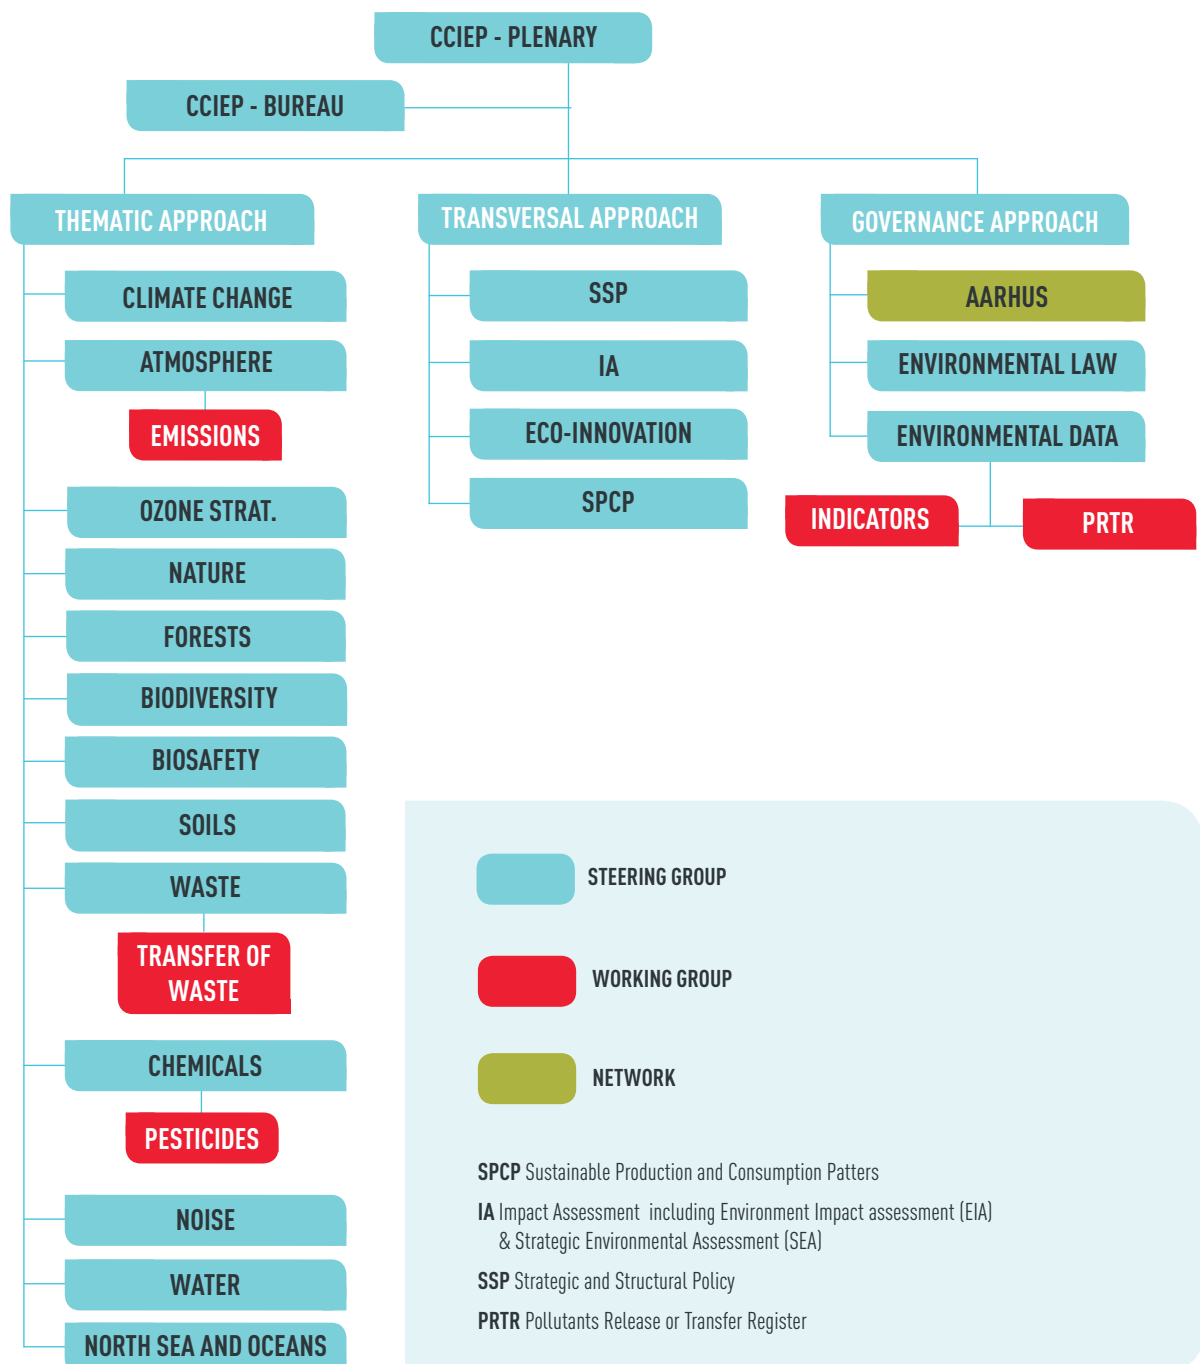 CCIEP - PLENARY
CCIEP - BUREAU
THEMATIC APPROACH
CLIMATE CHANGE
ATMOSPHERE
EMISSIONS
OZONE STRAT.
NATURE
FORESTS
BIODIVERSITY
BIOSAFETY
SOILS
WASTE
TRANSFER OF
WASTE
CHEMICALS
PESTICIDES
NOISE
WATER
NORTH SEA AND OCEANS
TRANSVERSAL APPROACH
SSP
IA
ECO-INNOVATION
SPCP
GOVERNANCE APPROACH
AARHUS
ENVIRONMENTAL LAW
ENVIRONMENTAL DATA
INDICATORS
PRTR
STEERING GROUP
WORKING GROUP
NETWORK
SPCP Sustainable Production and Consumption Patters
IA Impact Assessment including Environment Impact assessment (EIA)
& Strategic Environmental Assessment (SEA)
SSP Strategic and Structural Policy
PRTR Pollutants Release or Transfer Register